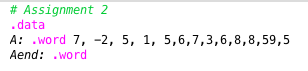 # Assignment 2
.data
A: .word 7, -2, 5, 1, 5,6,7,3,6,8,8,59,5
Aend: .word